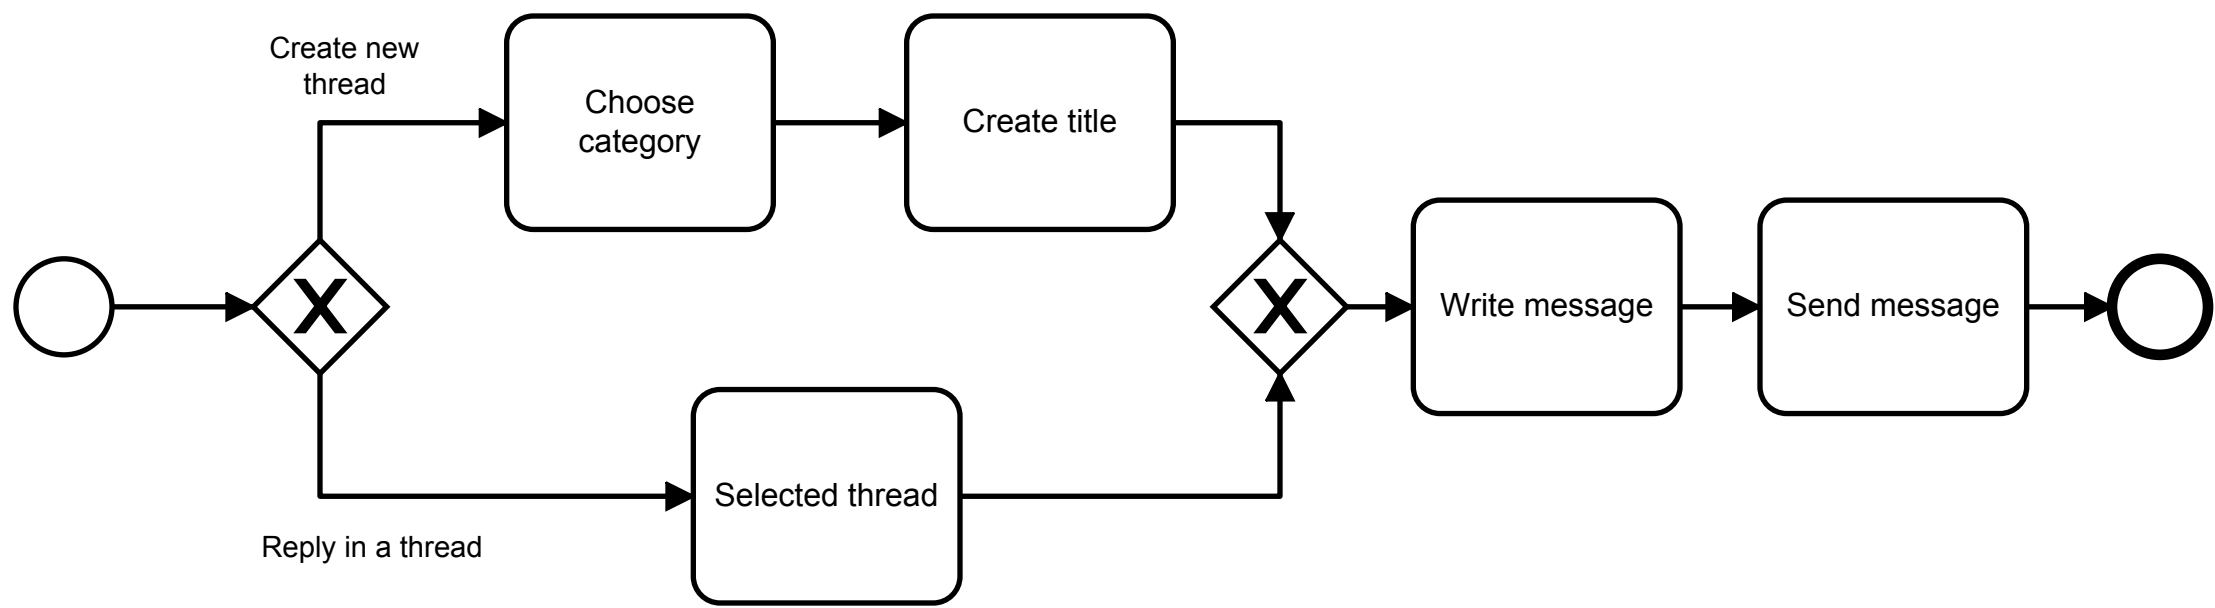 Create new
thread
Choose
category
Create title
Write message
Send message
Selected thread
Reply in a thread